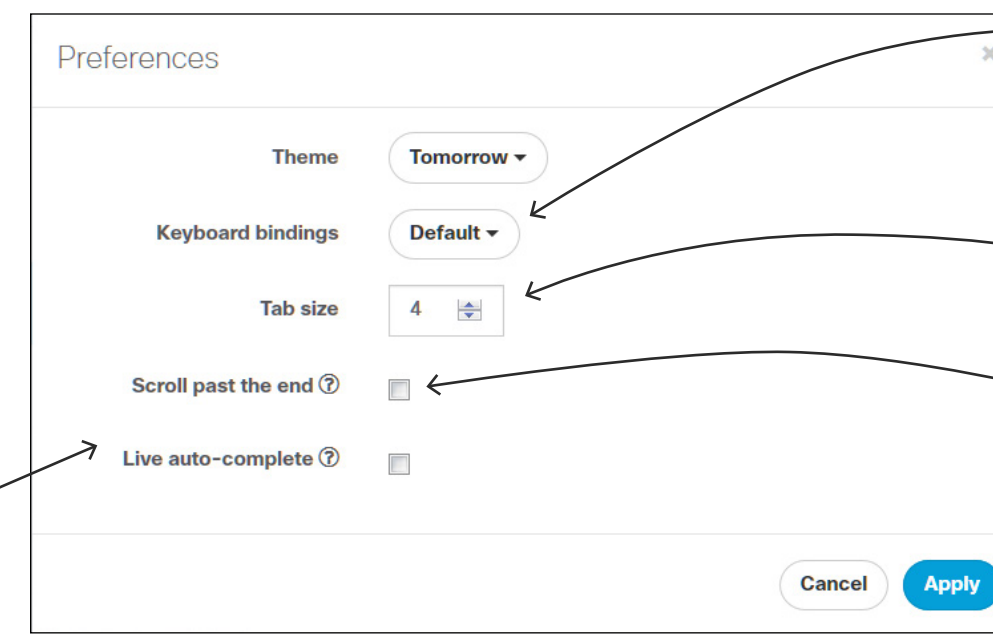 Preferences
Theme Tomorrow
Keyboard bindings Default
Tab size 4
Scroll past the end ?
Live auto-complete ?
Cancel Apply